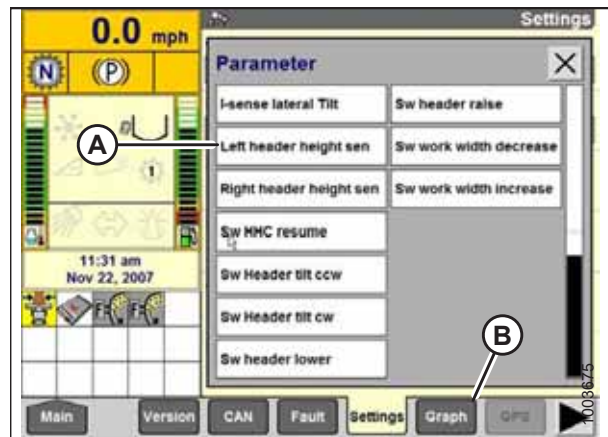 0.0 mph
Settings
N
(P)
Parameter
I-sense lateral Tilt
Sw header raise
A
Left header height sen
Sw work width decrease
1
Right header height sen
Sw work width increase
Sw HHC resume
11:31 am
Nov 22, 2007
Sw Header tilt ccw
Sw Header tilt cw
B
Sw header lower
Main
Version
CAN
Fault
Settings
Graph
GPS
1003675